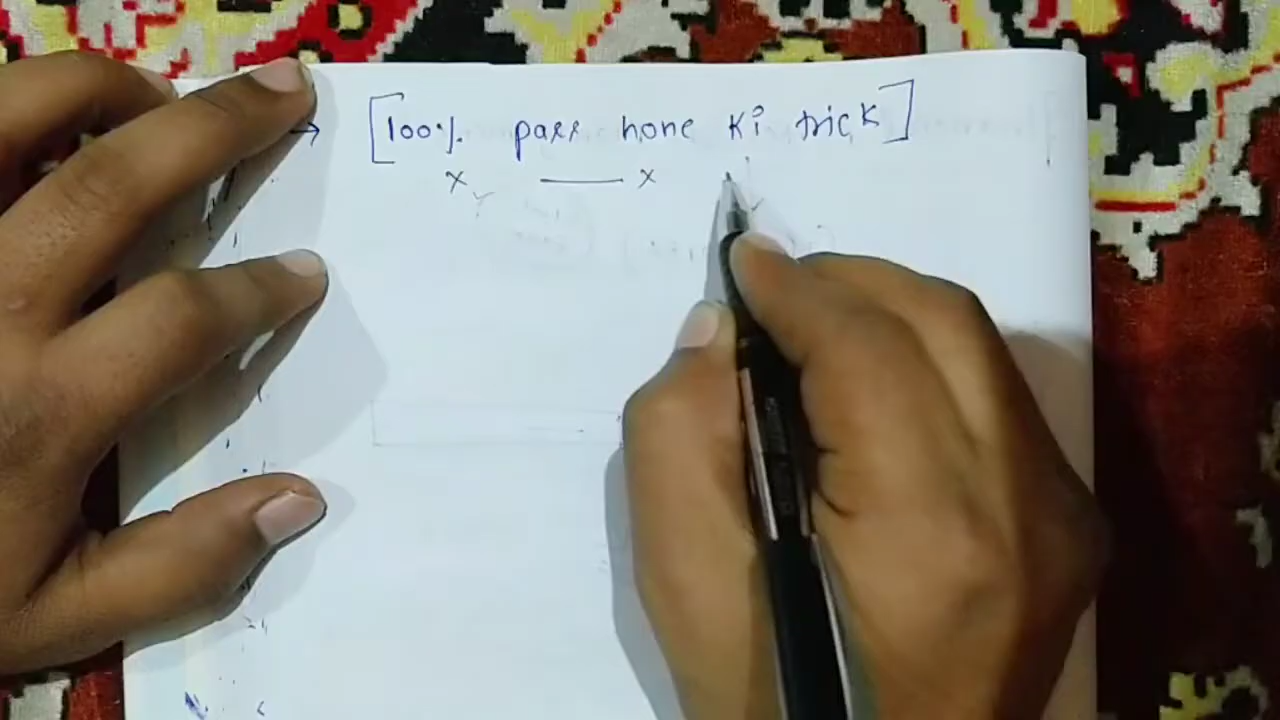 → [100% pass hone Ki trick]
x —— x